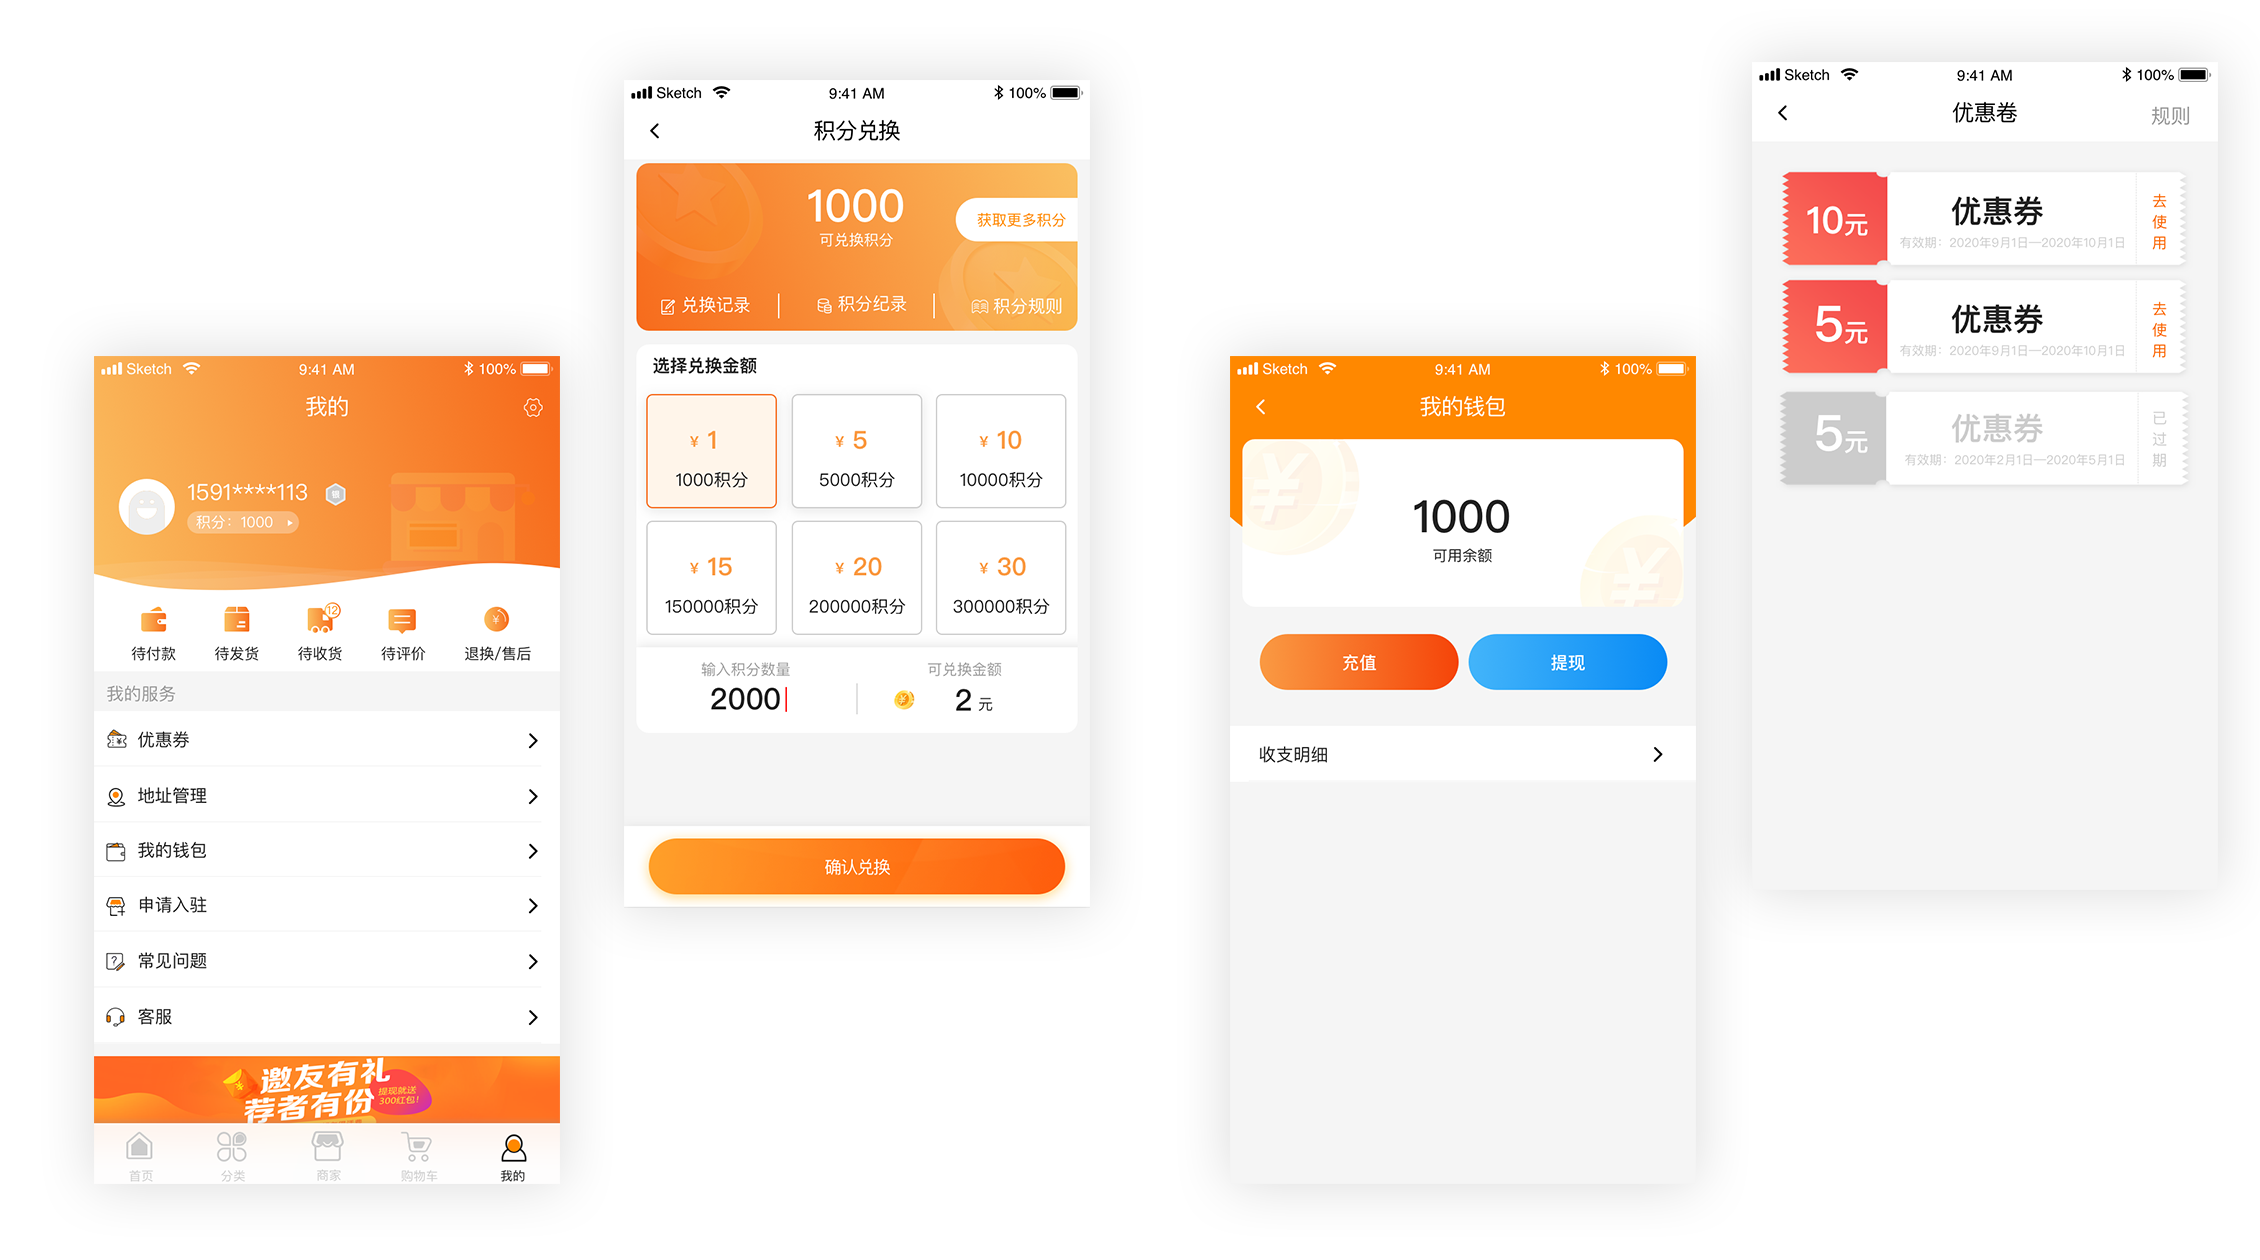 Sketch 9:41 AM 100%
我的
1591****113
积分：1000
待付款 待发货 12 待收货 待评价 退换/售后
我的服务
优惠券
地址管理
我的钱包
申请入驻
常见问题
客服
邀友有礼
荐者有份
提现就送
300红包!
首页 分类 商家 购物车 我的
Sketch 9:41 AM 100%
积分兑换
1000
可兑换积分
获取更多积分
兑换记录 积分纪录 积分规则
选择兑换金额
¥ 1 ¥ 5 ¥ 10
1000积分 5000积分 10000积分
¥ 15 ¥ 20 ¥ 30
150000积分 200000积分 300000积分
输入积分数量 可兑换金额
2000 2 元
确认兑换
Sketch 9:41 AM 100%
我的钱包
1000
可用余额
充值 提现
收支明细
Sketch 9:41 AM 100%
优惠卷 规则
10元 优惠券 去使用
有效期：2020年9月1日—2020年10月1日
5元 优惠券 去使用
有效期：2020年9月1日—2020年10月1日
5元 优惠券 已过期
有效期：2020年2月1日—2020年5月1日